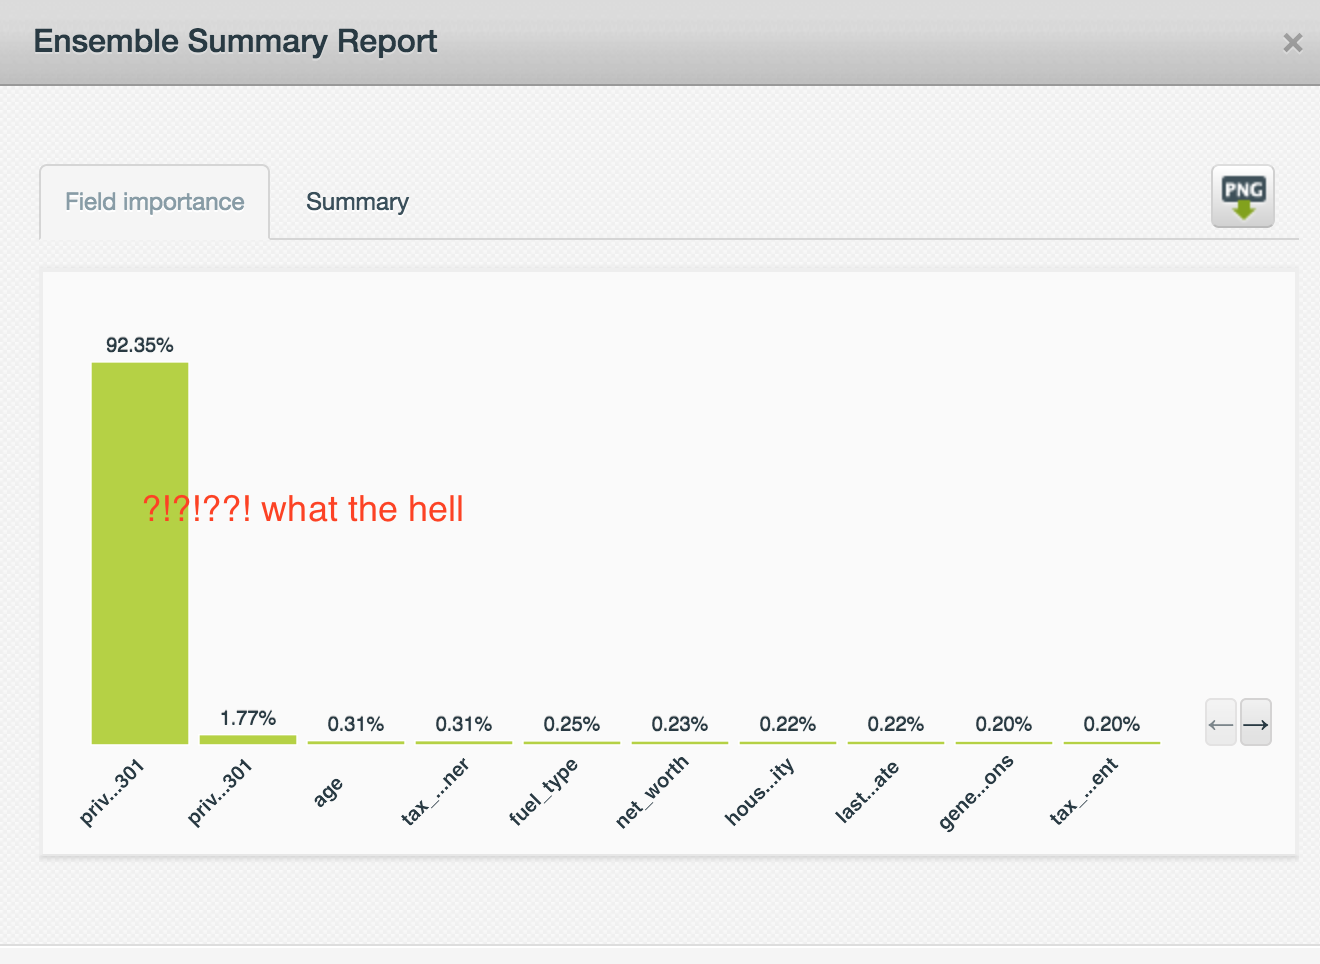 Ensemble Summary Report
×
Field importance
Summary
PNG
92.35%
?!?!??! what the hell
1.77%
0.31%
0.31%
0.25%
0.23%
0.22%
0.22%
0.20%
0.20%
← →
priv...301
priv...301
age
tax_...ner
fuel_type
net_worth
hous...ity
last...ate
gene...ons
tax_...ent